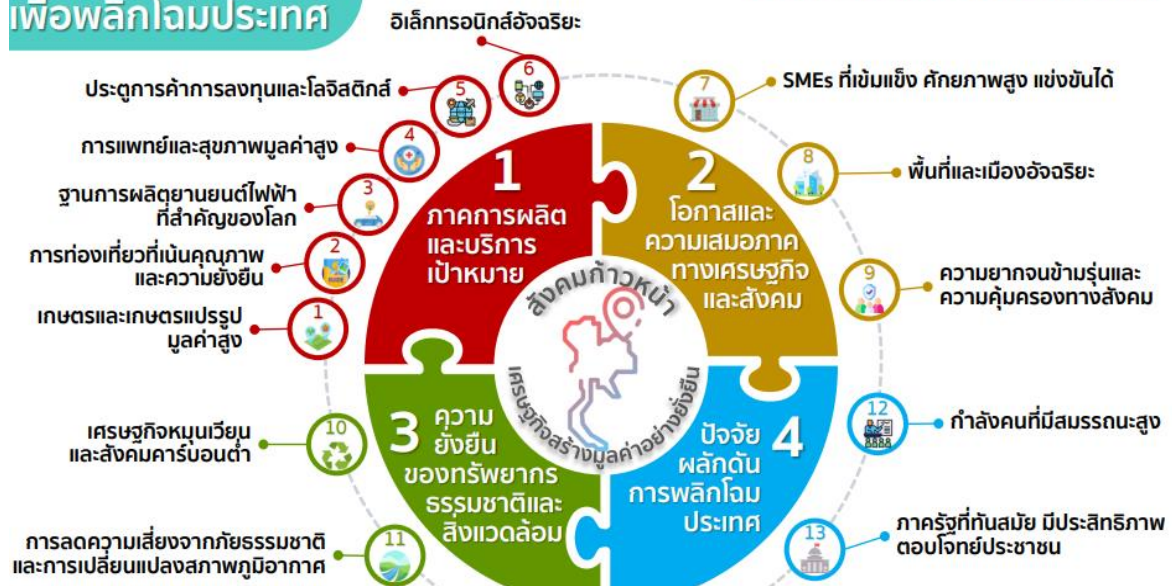 เพื่อพลิกโฉมประเทศ
อิเล็กทรอนิกส์อัจฉริยะ
6
ประตูการค้าการลงทุนและโลจิสติกส์
5
การแพทย์และสุขภาพมูลค่าสูง
4
ฐานการผลิตยานยนต์ไฟฟ้า
ที่สำคัญของโลก
3
การท่องเที่ยวที่เน้นคุณภาพ
และความยั่งยืน
2
เกษตรและเกษตรแปรรูป
มูลค่าสูง
1
1
ภาคการผลิต
และบริการ
เป้าหมาย
2
โอกาสและ
ความเสมอภาค
ทางเศรษฐกิจ
และสังคม
7
SMEs ที่เข้มแข็ง ศักยภาพสูง แข่งขันได้
8
พื้นที่และเมืองอัจฉริยะ
9
ความยากจนข้ามรุ่นและ
ความคุ้มครองทางสังคม
สังคมก้าวหน้า
เศรษฐกิจสร้างมูลค่าอย่างยั่งยืน
3
ความ
ยั่งยืน
ของทรัพยากร
ธรรมชาติและ
สิ่งแวดล้อม
10
เศรษฐกิจหมุนเวียน
และสังคมคาร์บอนต่ำ
11
การลดความเสี่ยงจากภัยธรรมชาติ
และการเปลี่ยนแปลงสภาพภูมิอากาศ
4
ปัจจัย
ผลักดัน
การพลิกโฉม
ประเทศ
12
กำลังคนที่มีสมรรถนะสูง
13
ภาครัฐที่ทันสมัย มีประสิทธิภาพ
ตอบโจทย์ประชาชน